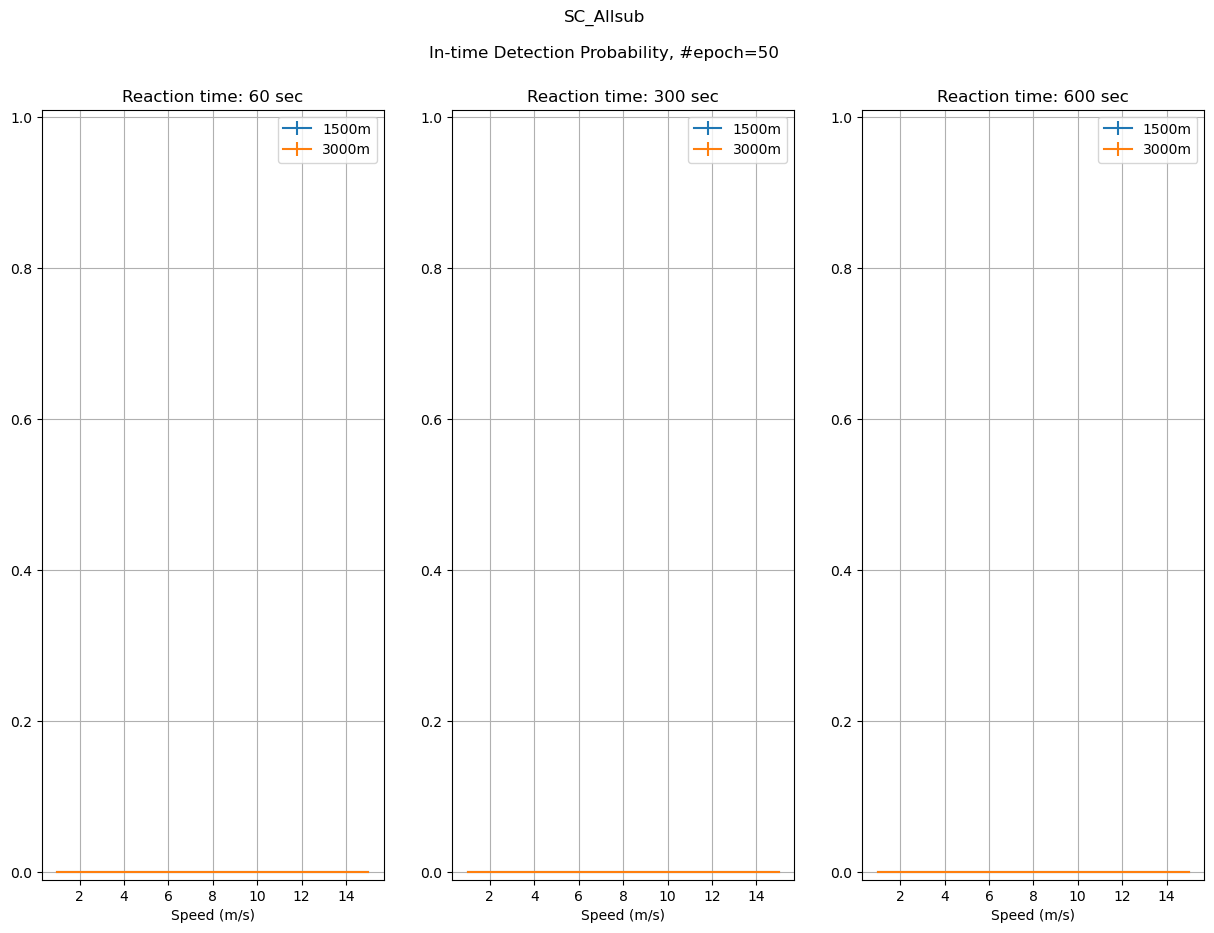 SC_Allsub
In-time Detection Probability, #epoch=50
Reaction time: 60 sec
1.0
0.8
0.6
0.4
0.2
0.0
1500m
3000m
2 4 6 8 10 12 14
Speed (m/s)
Reaction time: 300 sec
1.0
0.8
0.6
0.4
0.2
0.0
1500m
3000m
2 4 6 8 10 12 14
Speed (m/s)
Reaction time: 600 sec
1.0
0.8
0.6
0.4
0.2
0.0
1500m
3000m
2 4 6 8 10 12 14
Speed (m/s)